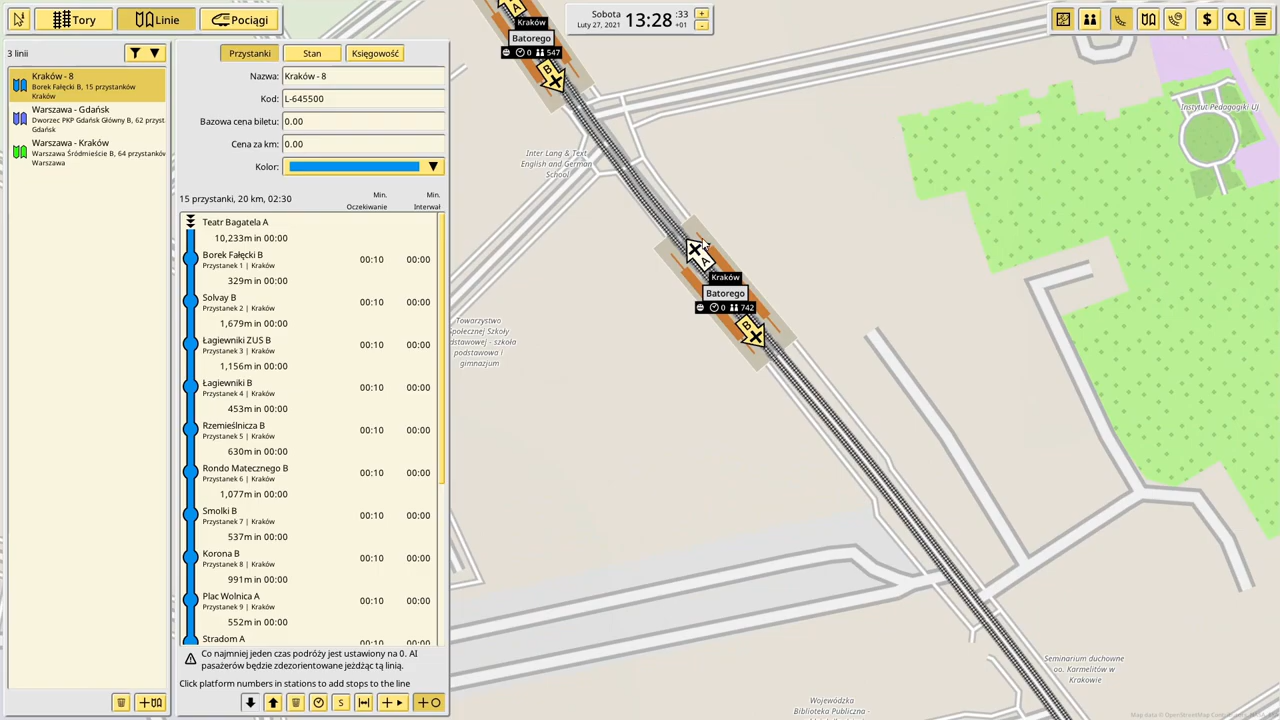 Tory
Linie
Pociągi
Sobota
Luty 27, 2021
13:28
:33
+01
+
-
$
3 linii
Kraków - 8
Borek Fałęcki B, 15 przystanków
Kraków
Warszawa - Gdańsk
Dworzec PKP Gdańsk Główny B, 62 przyst
Gdańsk
Warszawa - Kraków
Warszawa Śródmieście B, 64 przystanków
Warszawa
Przystanki
Stan
Księgowość
Nazwa: Kraków - 8
Kod: L-645500
Bazowa cena biletu: 0.00
Cena za km: 0.00
Kolor:
15 przystanki, 20 km, 02:30
Min.
Oczekiwanie
Min.
Interwał
Teatr Bagatela A
10,233m in 00:00
Borek Fałęcki B
Przystanek 1 | Kraków
00:10 00:00
329m in 00:00
Solvay B
Przystanek 2 | Kraków
00:10 00:00
1,679m in 00:00
Łagiewniki ZUS B
Przystanek 3 | Kraków
00:10 00:00
1,156m in 00:00
Łagiewniki B
Przystanek 4 | Kraków
00:10 00:00
453m in 00:00
Rzemieślnicza B
Przystanek 5 | Kraków
00:10 00:00
630m in 00:00
Rondo Matecznego B
Przystanek 6 | Kraków
00:10 00:00
1,077m in 00:00
Smolki B
Przystanek 7 | Kraków
00:10 00:00
537m in 00:00
Korona B
Przystanek 8 | Kraków
00:10 00:00
991m in 00:00
Plac Wolnica A
Przystanek 9 | Kraków
00:10 00:00
552m in 00:00
Stradom A
00:10 00:00
Co najmniej jeden czas podróży jest ustawiony na 0. AI
pasażerów będzie zdezorientowane jeżdżąc tą linią.
Click platform numbers in stations to add stops to the line
S
A
Kraków
Batorego
0 547
B
Inter Lang & Text
English and German
School
A
Kraków
Batorego
0 742
B
Towarzystwo
Społecznej Szkoły
dstawowej - szkoła
podstawowa i
gimnazjum
Instytut Pedagogiki UJ
Seminarium duchowne
oo. Karmelitów w
Krakowie
Wojewódzka
Biblioteka Publiczna -